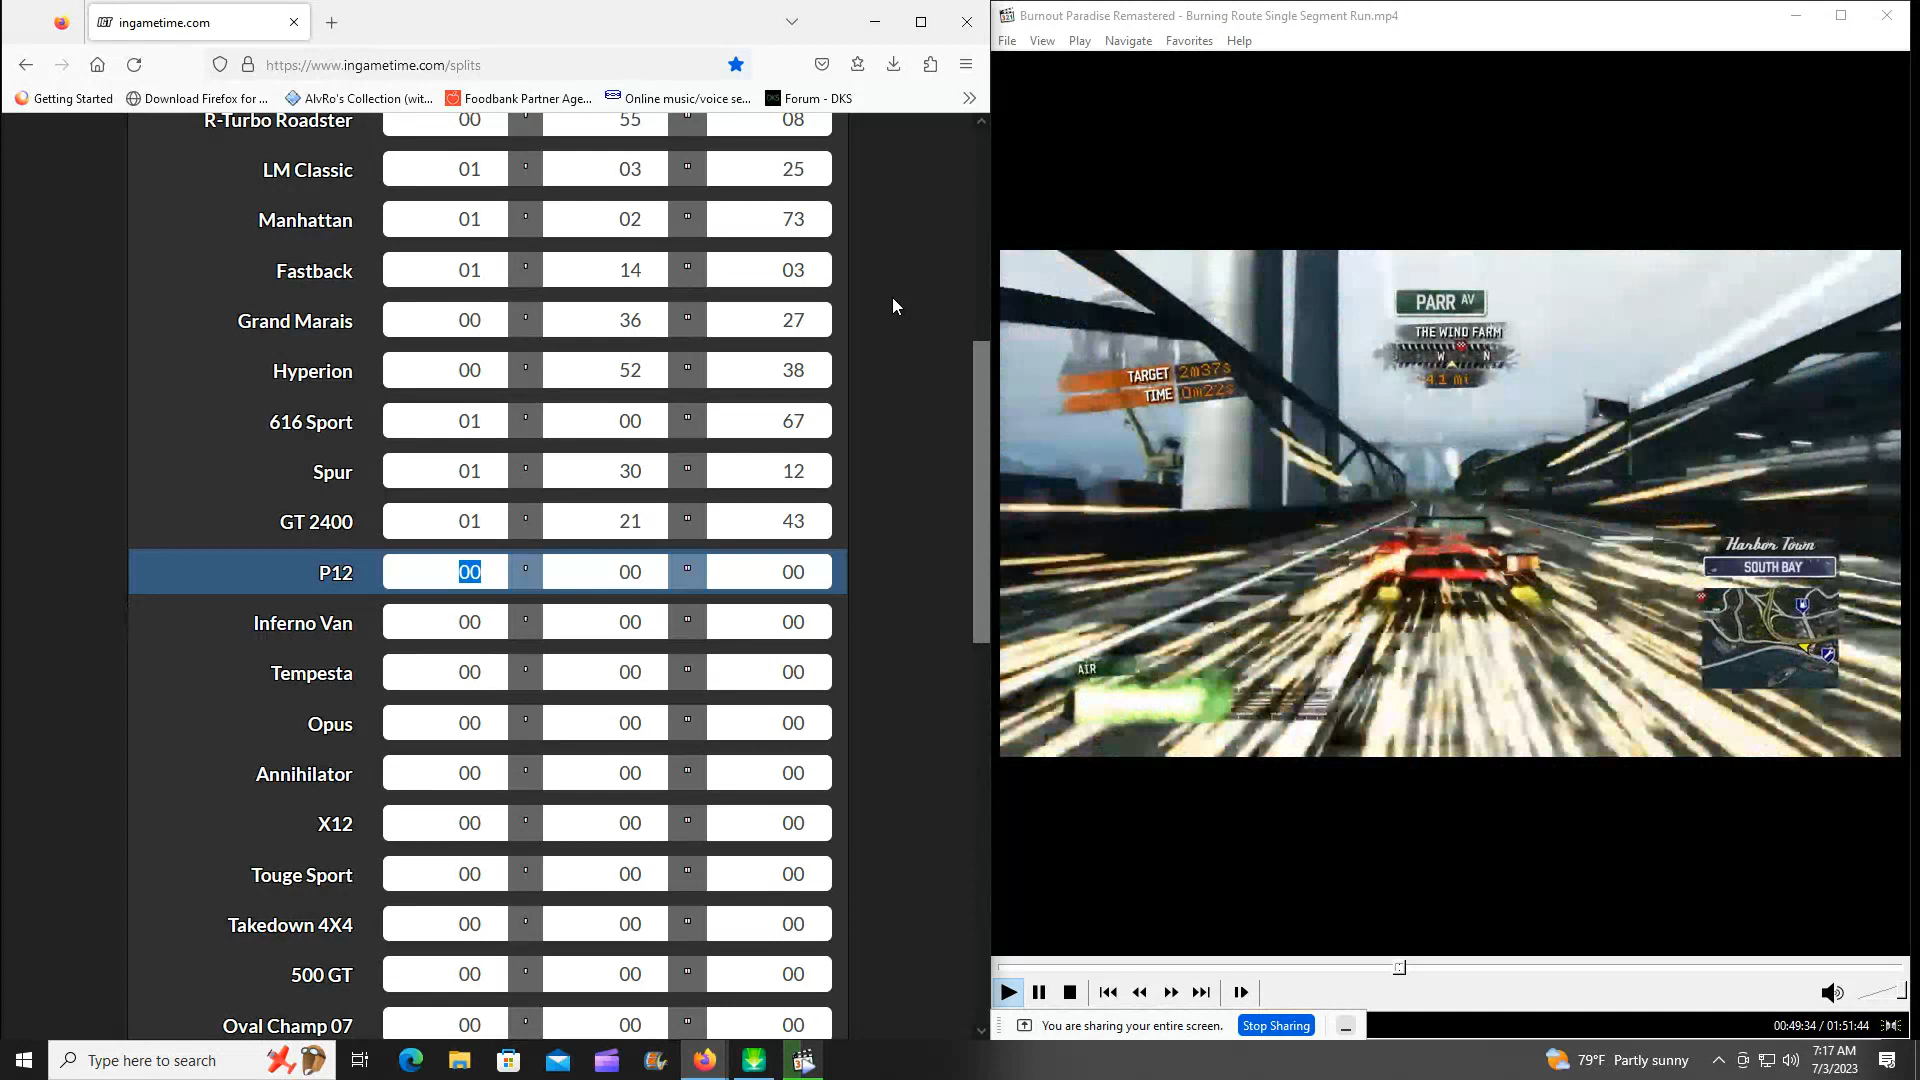 ingametime.com
https://www.ingametime.com/splits
Getting Started
Download Firefox for ...
AlvRo's Collection (wit...
Foodbank Partner Age...
Online music/voice se...
Forum - DKS
R-Turbo Roadster 00 ' 55 " 08
LM Classic 01 ' 03 " 25
Manhattan 01 ' 02 " 73
Fastback 01 ' 14 " 03
Grand Marais 00 ' 36 " 27
Hyperion 00 ' 52 " 38
616 Sport 01 ' 00 " 67
Spur 01 ' 30 " 12
GT 2400 01 ' 21 " 43
P12 00 ' 00 " 00
Inferno Van 00 ' 00 " 00
Tempesta 00 ' 00 " 00
Opus 00 ' 00 " 00
Annihilator 00 ' 00 " 00
X12 00 ' 00 " 00
Touge Sport 00 ' 00 " 00
Takedown 4X4 00 ' 00 " 00
500 GT 00 ' 00 " 00
Oval Champ 07 00 ' 00 " 00
Burnout Paradise Remastered - Burning Route Single Segment Run.mp4
File View Play Navigate Favorites Help
PARR AV
THE WIND FARM
W N
4.1 mi
TARGET 2m37s
TIME 0m22s
Harbor Town
SOUTH BAY
AIR
You are sharing your entire screen. Stop Sharing
00:49:34 / 01:51:44
Type here to search
79°F Partly sunny
7:17 AM
7/3/2023